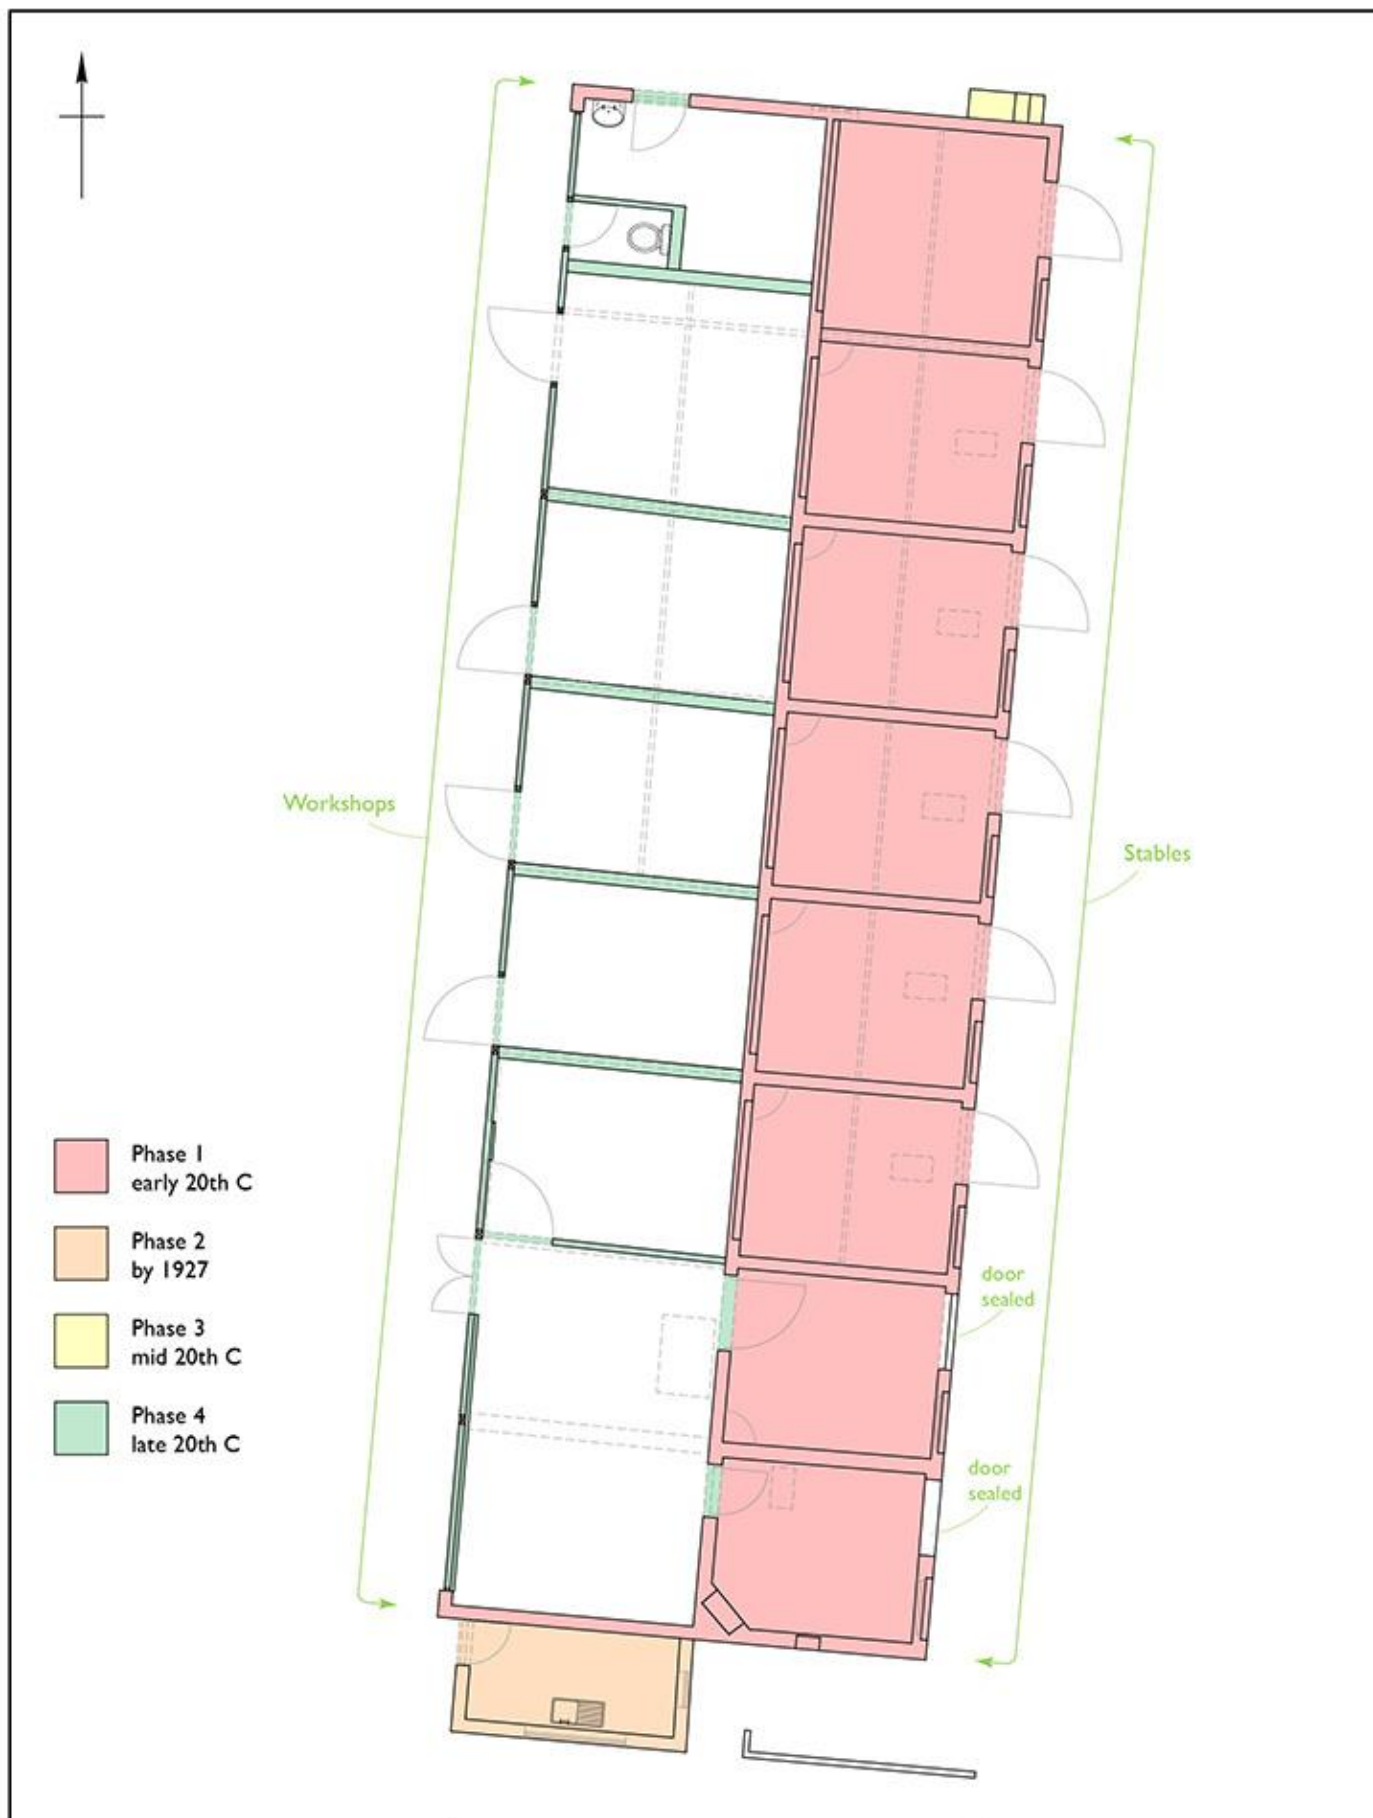 Workshops
Stables
Phase 1
early 20th C
Phase 2
by 1927
Phase 3
mid 20th C
Phase 4
late 20th C
door
sealed
door
sealed